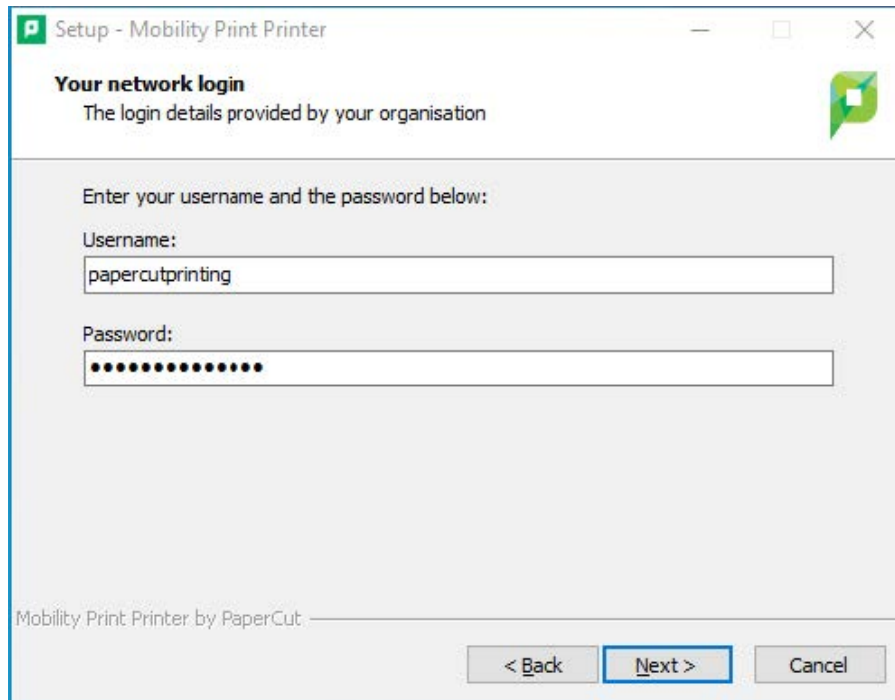 Setup - Mobility Print Printer
Your network login
The login details provided by your organisation
Enter your username and the password below:
Username:
papercutprinting
Password:
●●●●●●●●●●●●●●
Mobility Print Printer by PaperCut
< Back Next > Cancel